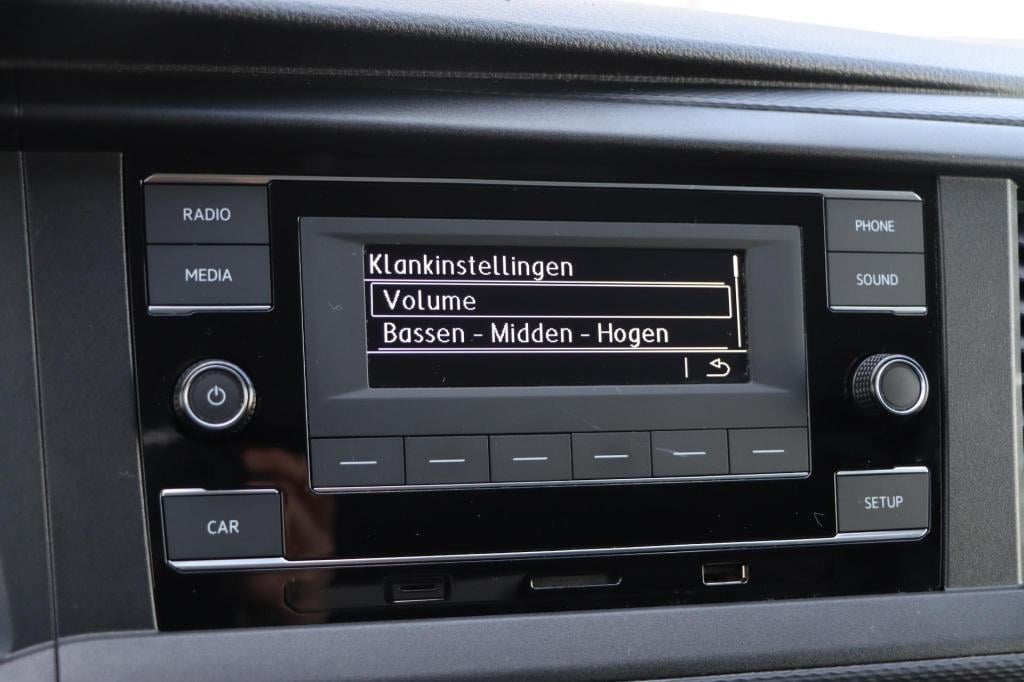 RADIO
MEDIA
Klankinstellingen
Volume
Bassen - Midden - Hogen
PHONE
SOUND
CAR
SETUP